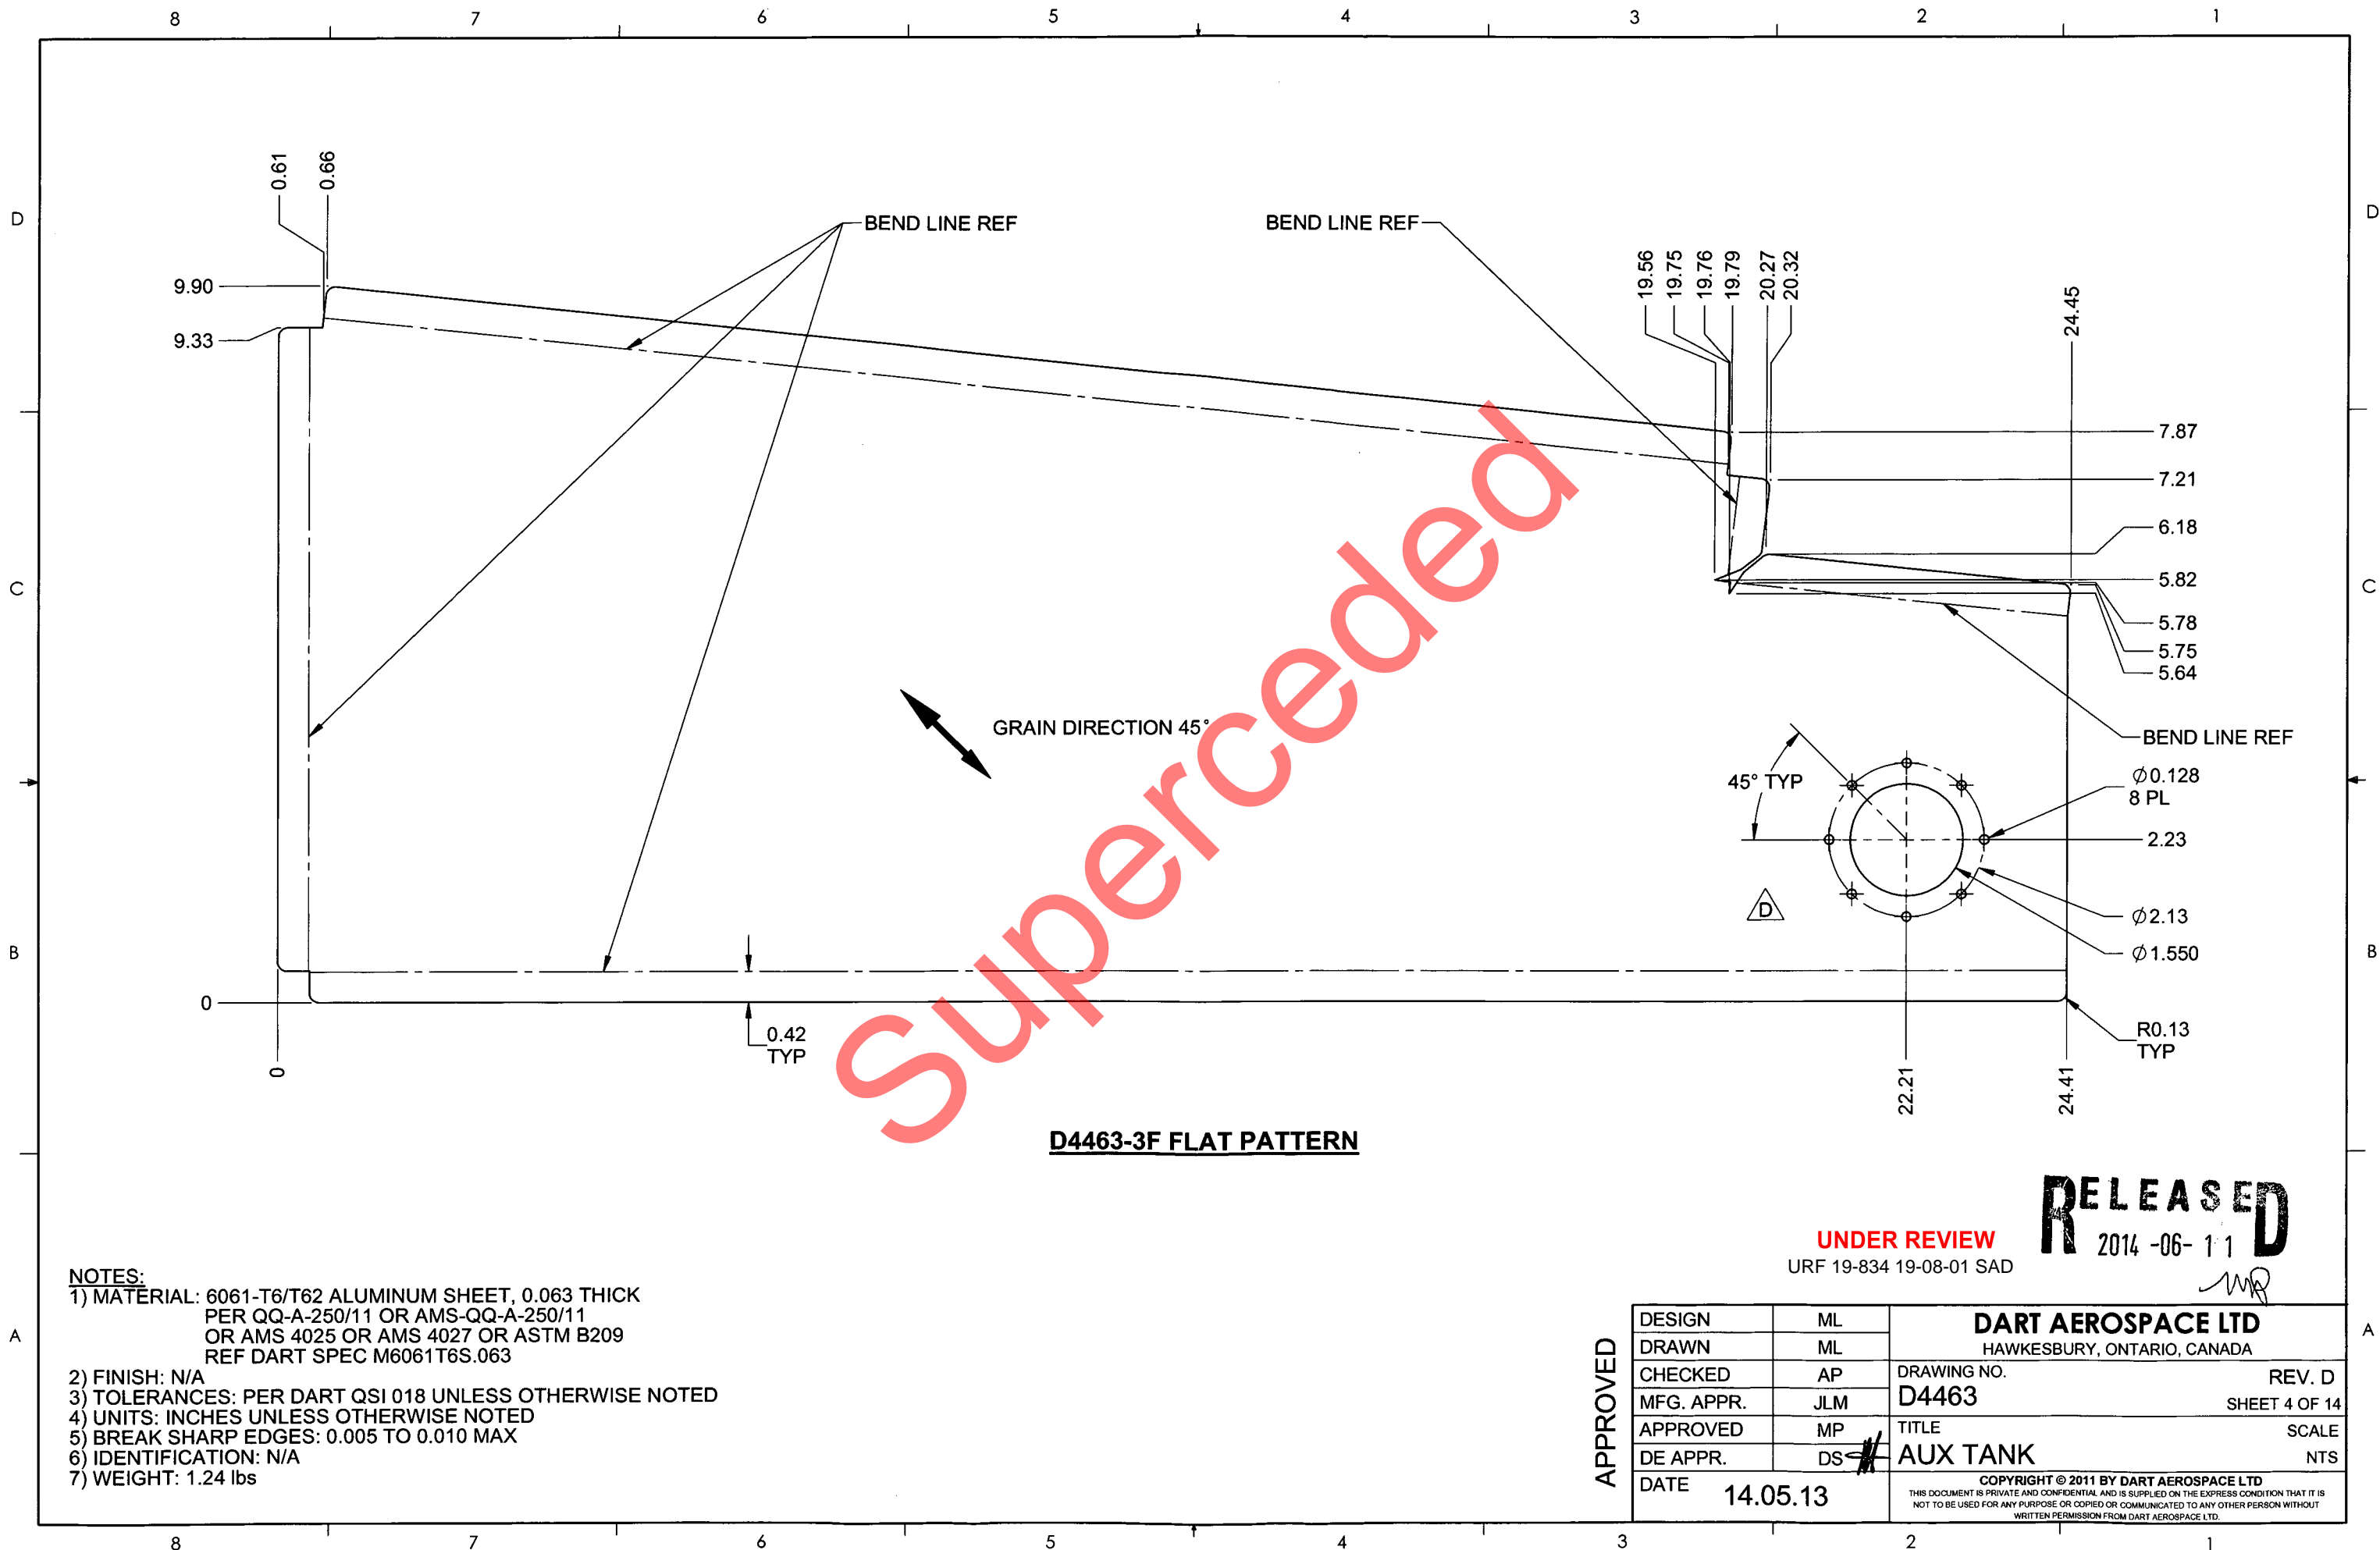 8 7 6 5 4 3 2 1
D
D
0.61
0.66
BEND LINE REF
BEND LINE REF
19.56
19.75
19.76
19.79
20.27
20.32
24.45
9.90
9.33
7.87
7.21
6.18
5.82
5.78
5.75
5.64
C
C
GRAIN DIRECTION 45°
BEND LINE REF
45° TYP
Ø0.128
8 PL
2.23
D
Ø2.13
Ø1.550
B
B
0
0.42
TYP
R0.13
TYP
0
22.21
24.41
Superceded
D4463-3F FLAT PATTERN
RELEASED
2014-06-11
UNDER REVIEW
URF 19-834 19-08-01 SAD
NOTES:
1) MATERIAL: 6061-T6/T62 ALUMINUM SHEET, 0.063 THICK
PER QQ-A-250/11 OR AMS-QQ-A-250/11
OR AMS 4025 OR AMS 4027 OR ASTM B209
REF DART SPEC M6061T6S.063
2) FINISH: N/A
3) TOLERANCES: PER DART QSI 018 UNLESS OTHERWISE NOTED
4) UNITS: INCHES UNLESS OTHERWISE NOTED
5) BREAK SHARP EDGES: 0.005 TO 0.010 MAX
6) IDENTIFICATION: N/A
7) WEIGHT: 1.24 lbs
A
A
APPROVED
DESIGN ML
DRAWN ML
CHECKED AP
MFG. APPR. JLM
APPROVED MP
DE APPR. DS
DATE 14.05.13
DART AEROSPACE LTD
HAWKESBURY, ONTARIO, CANADA
DRAWING NO. REV. D
D4463 SHEET 4 OF 14
TITLE SCALE
AUX TANK NTS
COPYRIGHT © 2011 BY DART AEROSPACE LTD
THIS DOCUMENT IS PRIVATE AND CONFIDENTIAL AND IS SUPPLIED ON THE EXPRESS CONDITION THAT IT IS
NOT TO BE USED FOR ANY PURPOSE OR COPIED OR COMMUNICATED TO ANY OTHER PERSON WITHOUT
WRITTEN PERMISSION FROM DART AEROSPACE LTD.
8 7 6 5 4 3 2 1